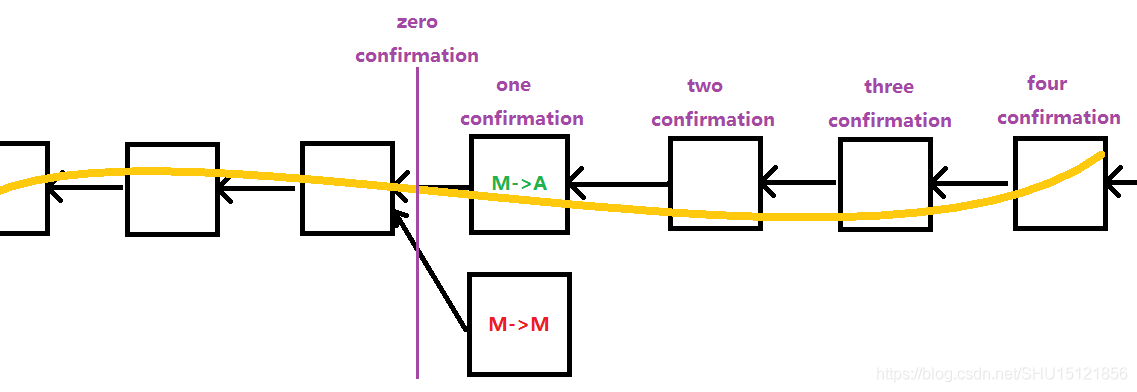 zero
confirmation
one
confirmation
two
confirmation
three
confirmation
four
confirmation
M->A
M->M
https://blog.csdn.net/SHU15121856